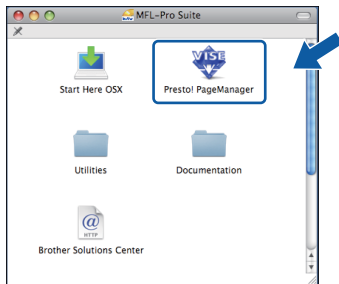 MFL-Pro Suite
Start Here OSX
VISE
Presto! PageManager
Utilities
Documentation
@
HTTP
Brother Solutions Center